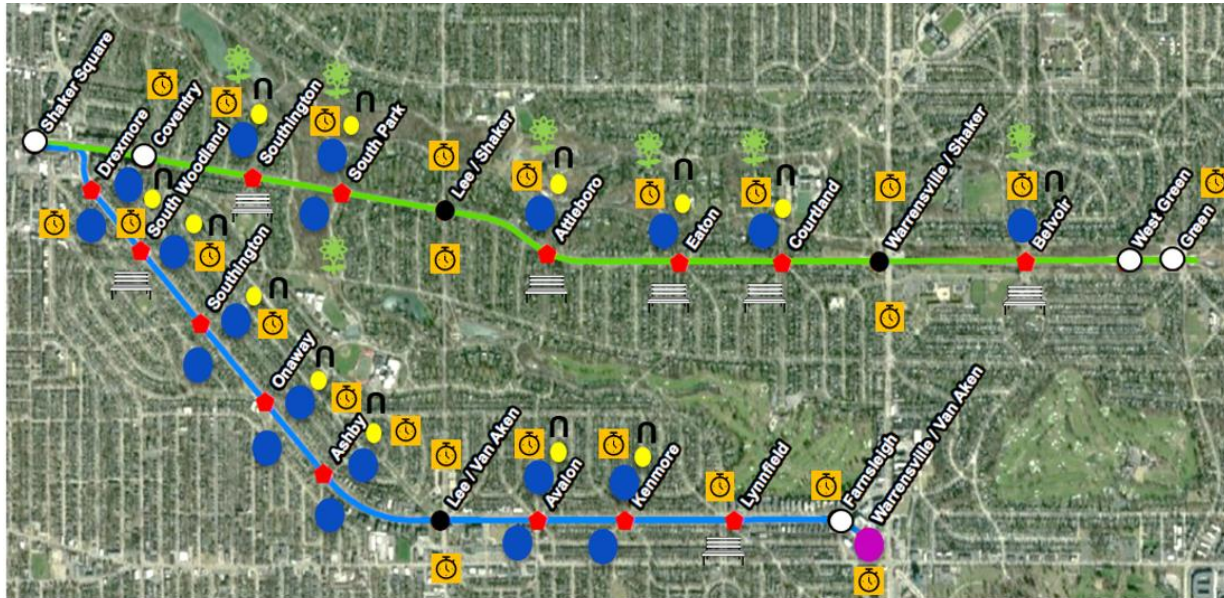 Shaker Square
Drexmore
Coventry
South Woodland
Southington
South Park
Lee / Shaker
Attleboro
Eaton
Courtland
Warrensville / Shaker
Belvoir
West Green
Green
Southington
Onaway
Ashby
Lee / Van Aken
Avalon
Kenmore
Lynnfield
Farnsleigh
Warrensville / Van Aken